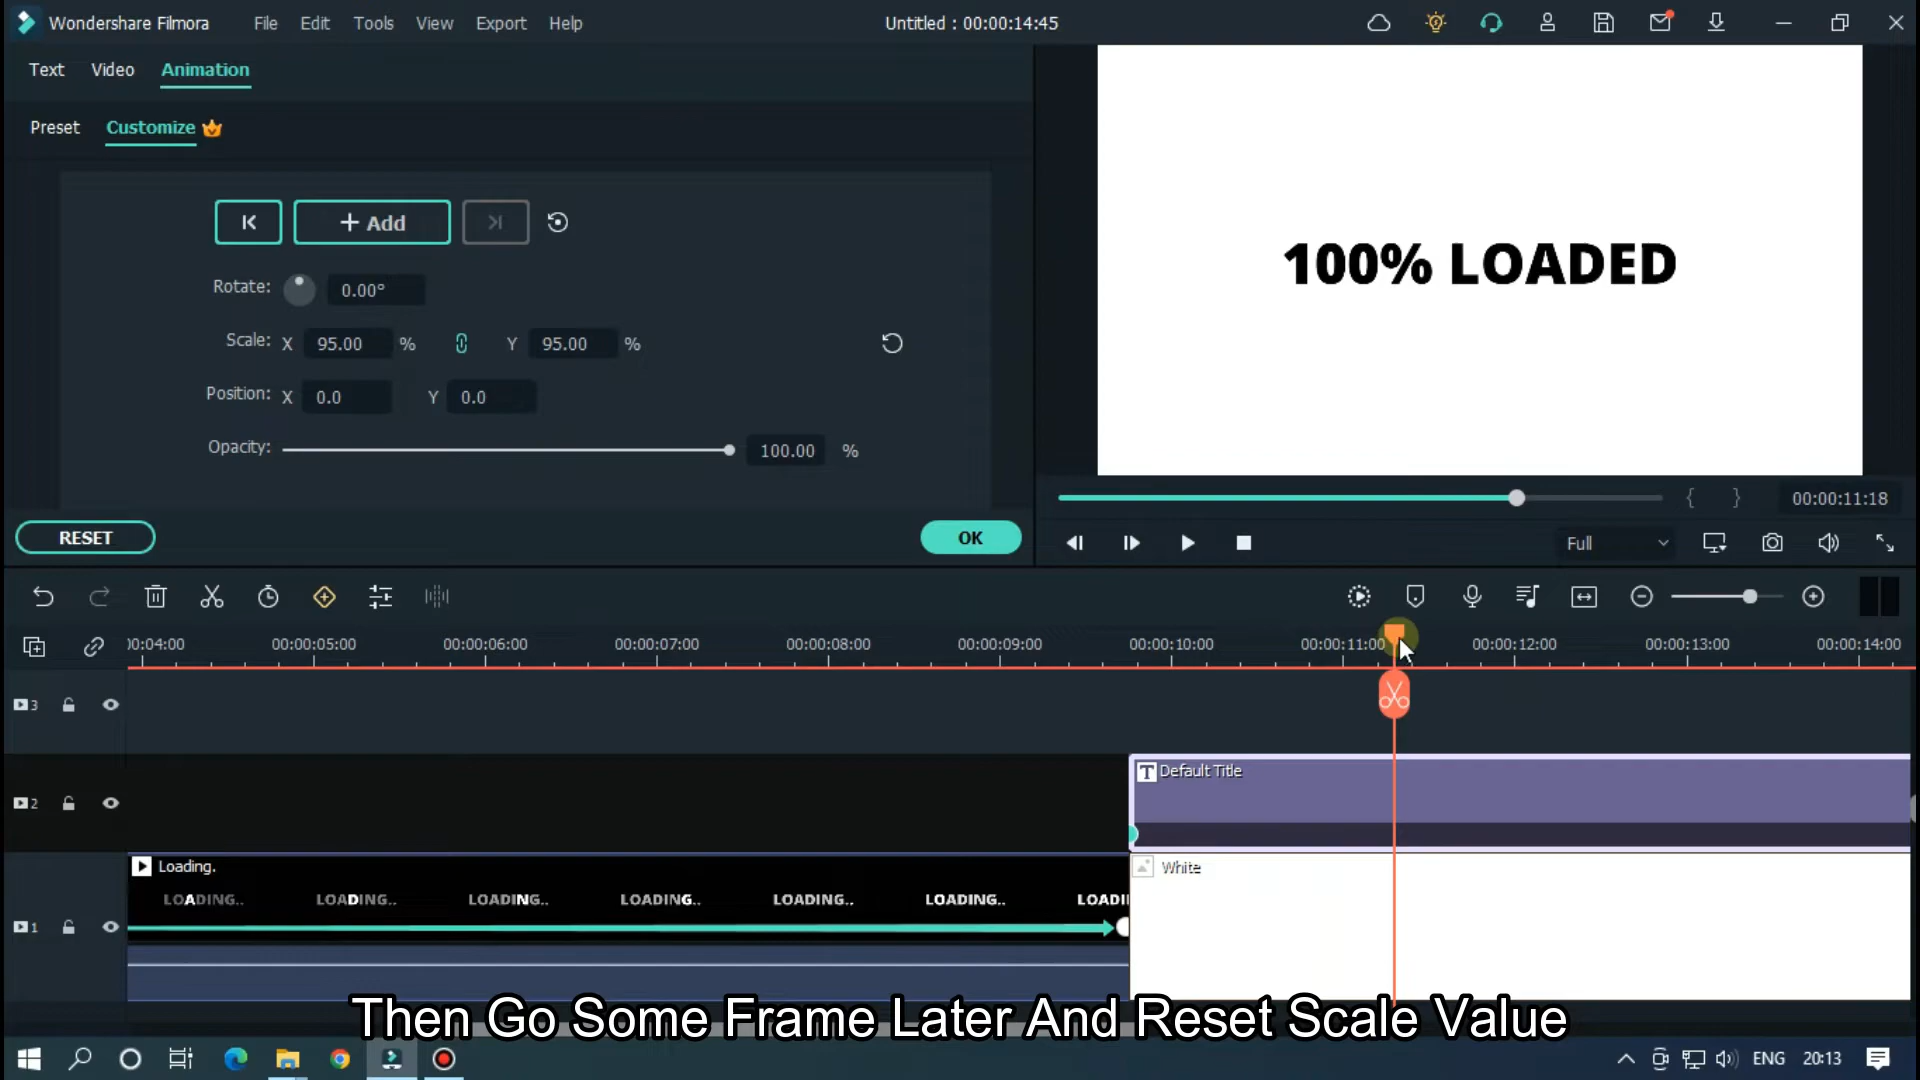 Wondershare Filmora File Edit Tools View Export Help Untitled : 00:00:14:45
Text Video Animation
Preset Customize
+ Add
Rotate: 0.00°
Scale: X 95.00 % Y 95.00 %
Position: X 0.0 Y 0.0
Opacity: 100.00 %
RESET OK
100% LOADED
{ } 00:00:11:18
Full
00:04:00 00:00:05:00 00:00:06:00 00:00:07:00 00:00:08:00 00:00:09:00 00:00:10:00 00:00:11:00 00:00:12:00 00:00:13:00 00:00:14:00
3
2
T Default Title
1
Loading.
LOADING.. LOADING.. LOADING.. LOADING.. LOADING.. LOADING.. LOADI
White
Then Go Some Frame Later And Reset Scale Value
ENG 20:13